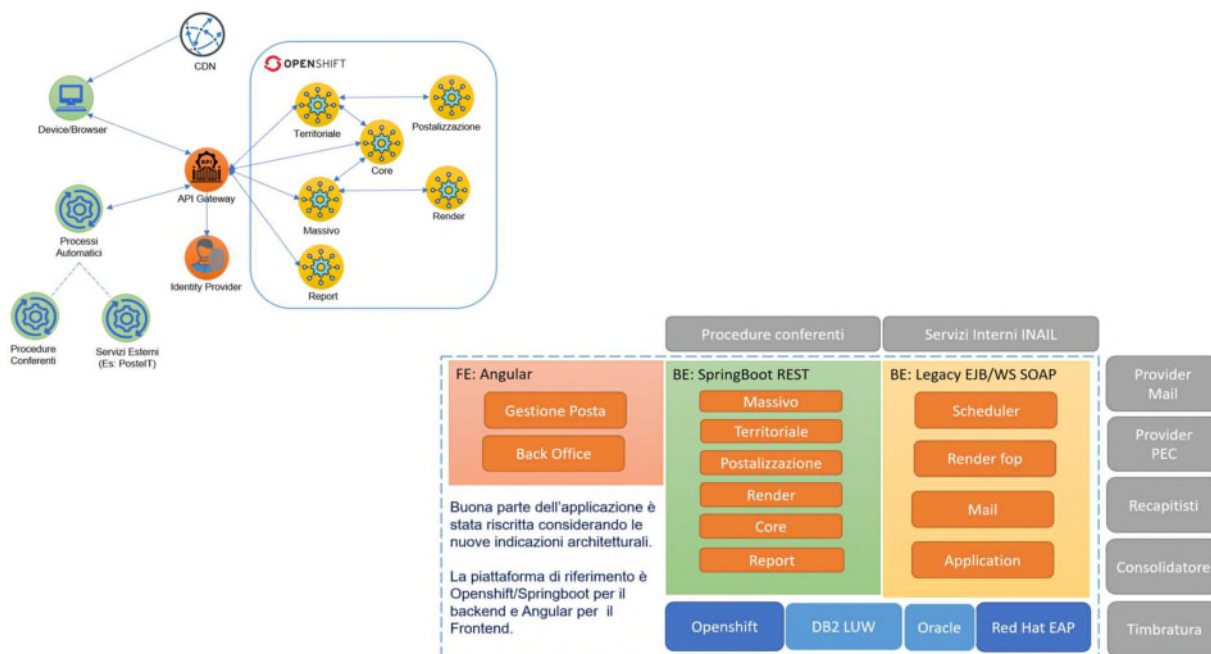 CDN
OPENSHIFT
Device/Browser
Territoriale
Postalizzazione
Core
API
API Gateway
Massivo
Render
Processi
Automatici
Identity Provider
Report
Procedure
Conferenti
Servizi Esterni
(Es: PosteIT)
Procedure conferenti
Servizi Interni INAIL
FE: Angular
Gestione Posta
Back Office
BE: SpringBoot REST
Massivo
Territoriale
Postalizzazione
Render
Core
Report
BE: Legacy EJB/WS SOAP
Scheduler
Render fop
Mail
Application
Provider
Mail
Provider
PEC
Recapitisti
Consolidatore
Timbratura
Buona parte dell'applicazione è
stata riscritta considerando le
nuove indicazioni architetturali.
La piattaforma di riferimento è
Openshift/Springboot per il
backend e Angular per il
Frontend.
Openshift
DB2 LUW
Oracle
Red Hat EAP